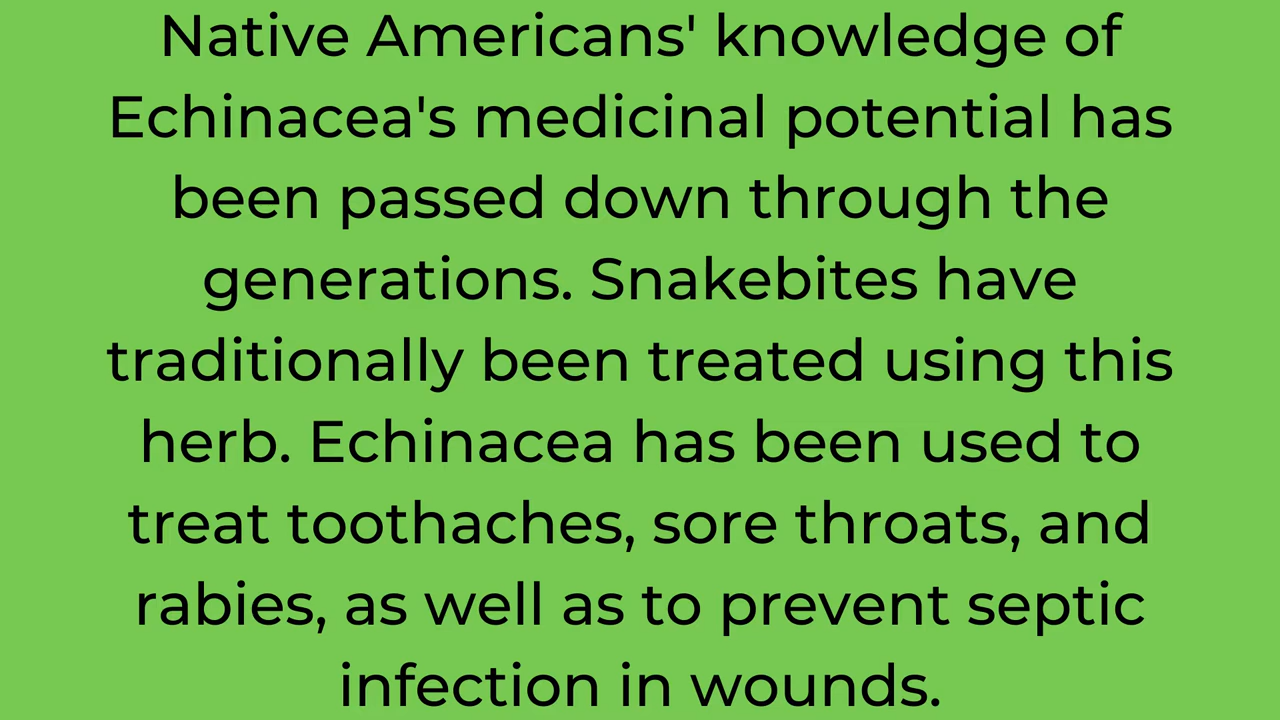 Native Americans' knowledge of
Echinacea's medicinal potential has
been passed down through the
generations. Snakebites have
traditionally been treated using this
herb. Echinacea has been used to
treat toothaches, sore throats, and
rabies, as well as to prevent septic
infection in wounds.